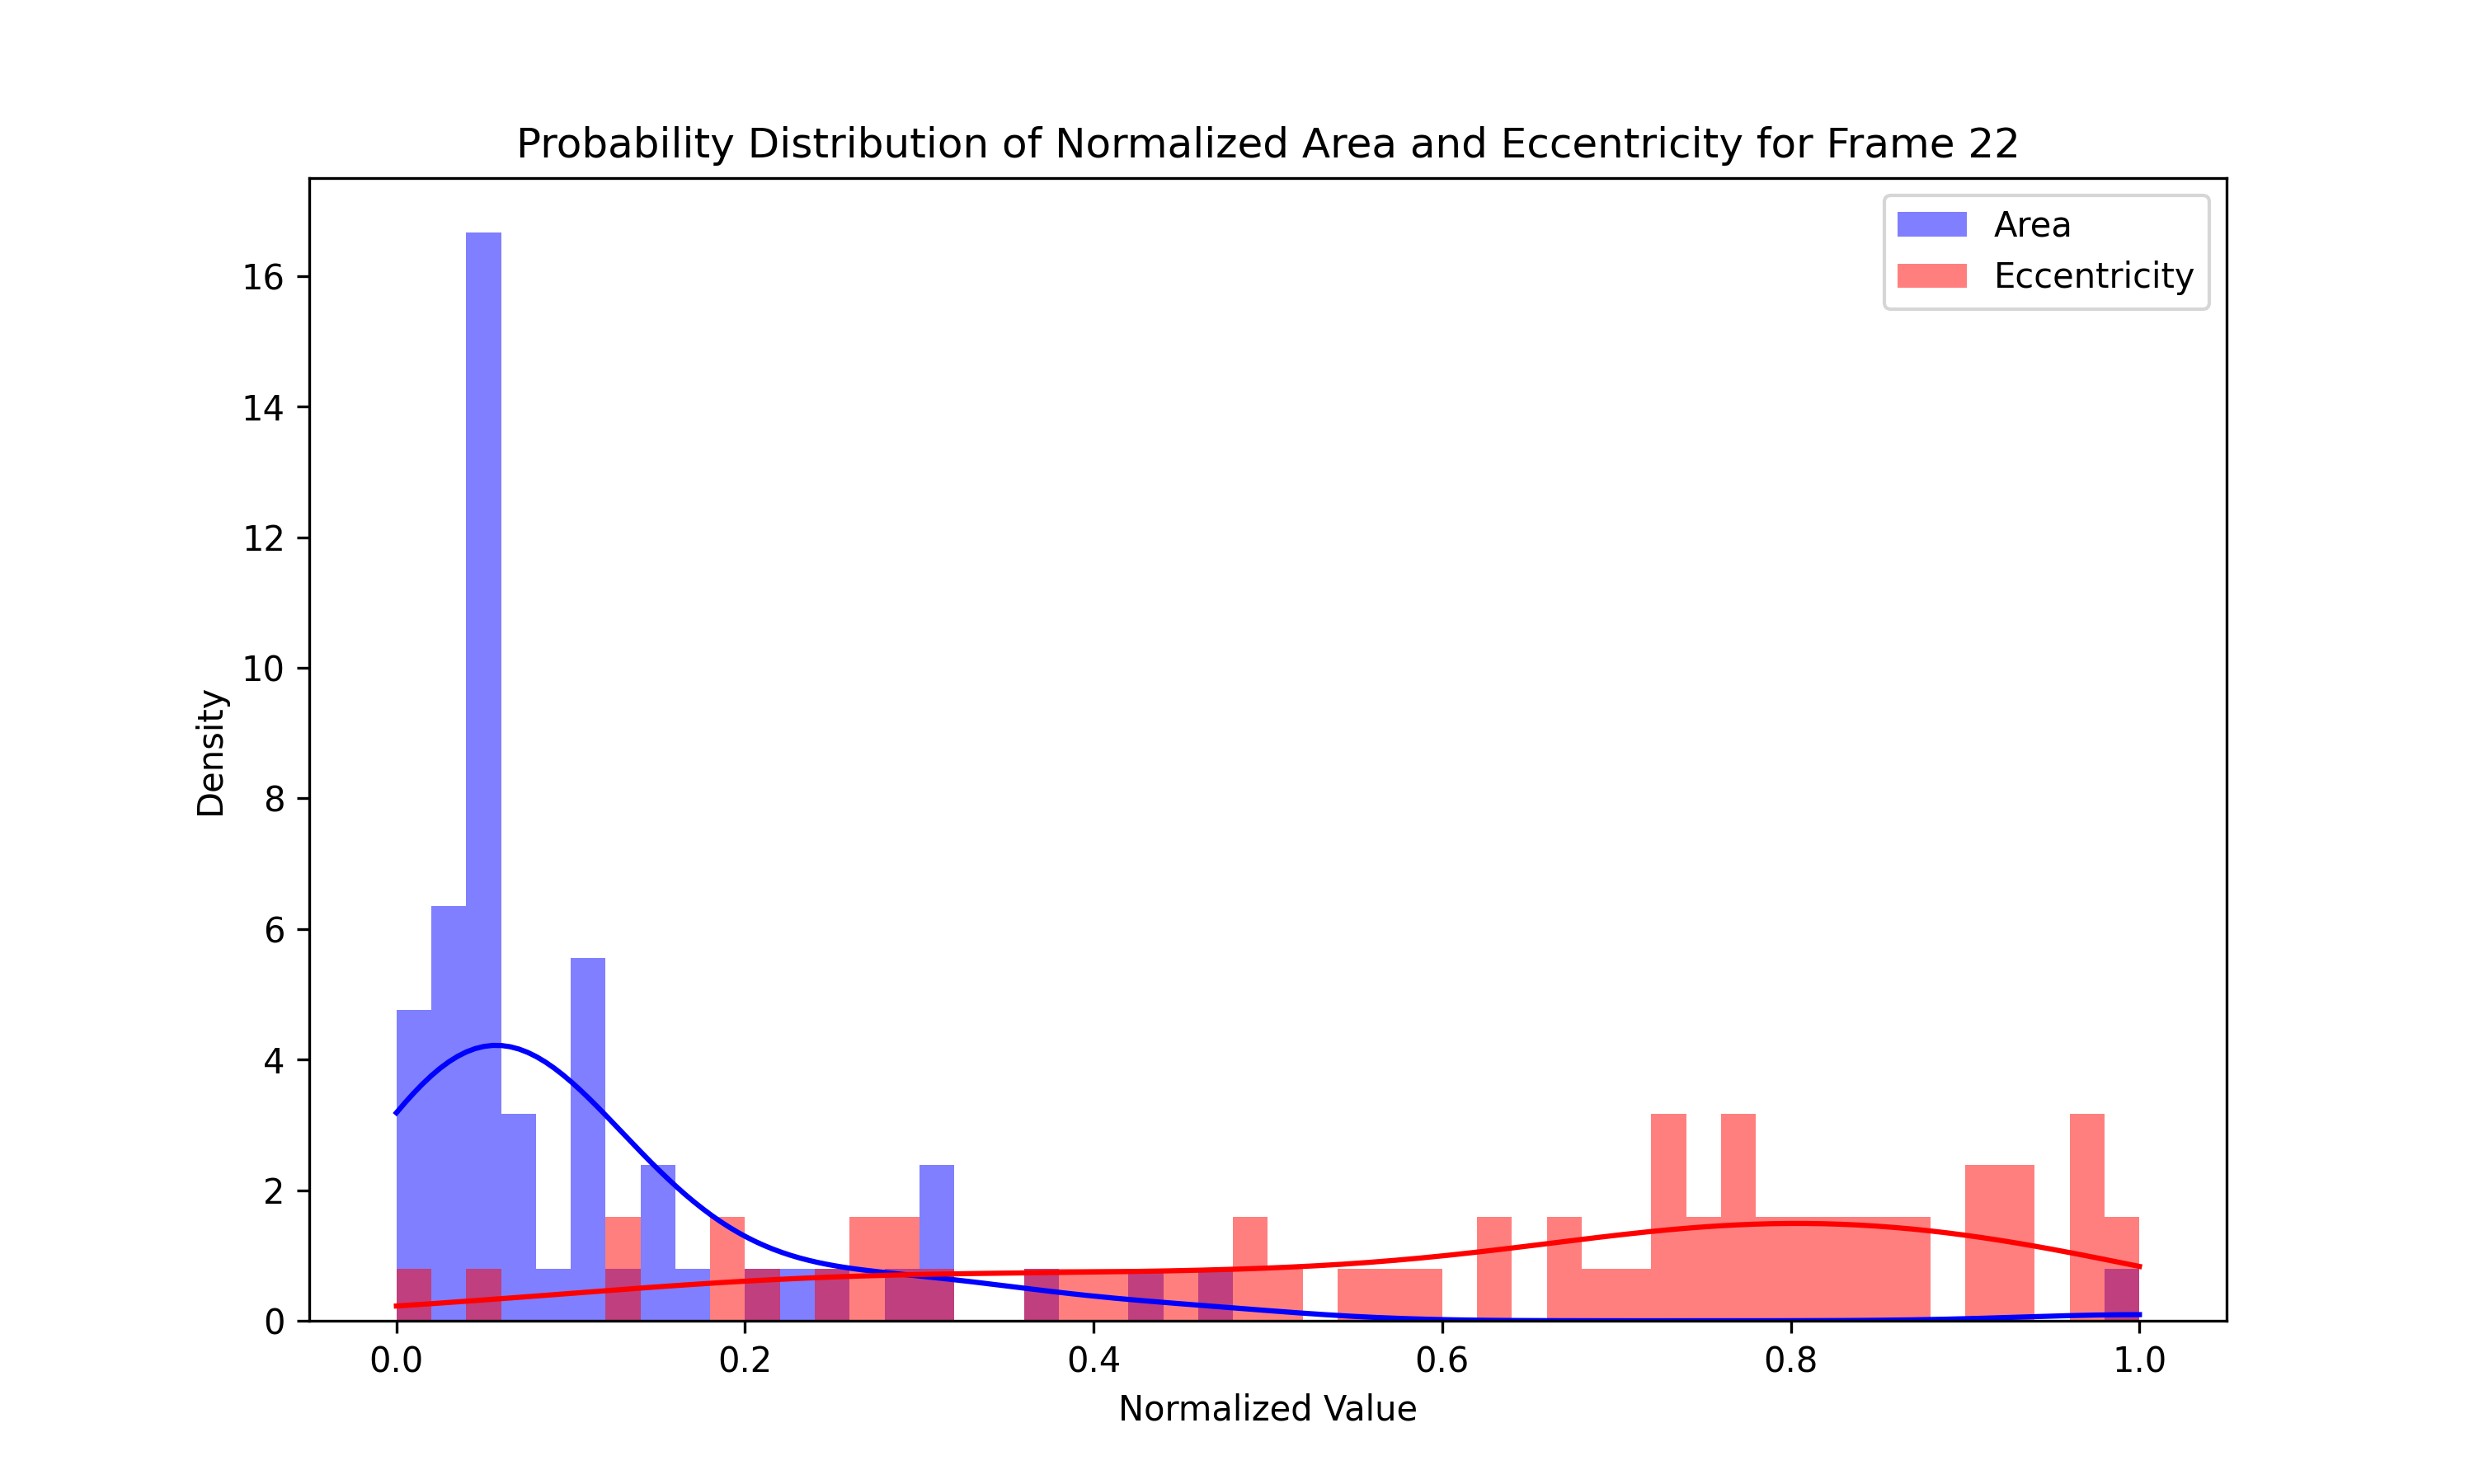 Probability Distribution of Normalized Area and Eccentricity for Frame 22
Area
Eccentricity
16
14
12
10
8
6
4
2
0
Density
0.0 0.2 0.4 0.6 0.8 1.0
Normalized Value